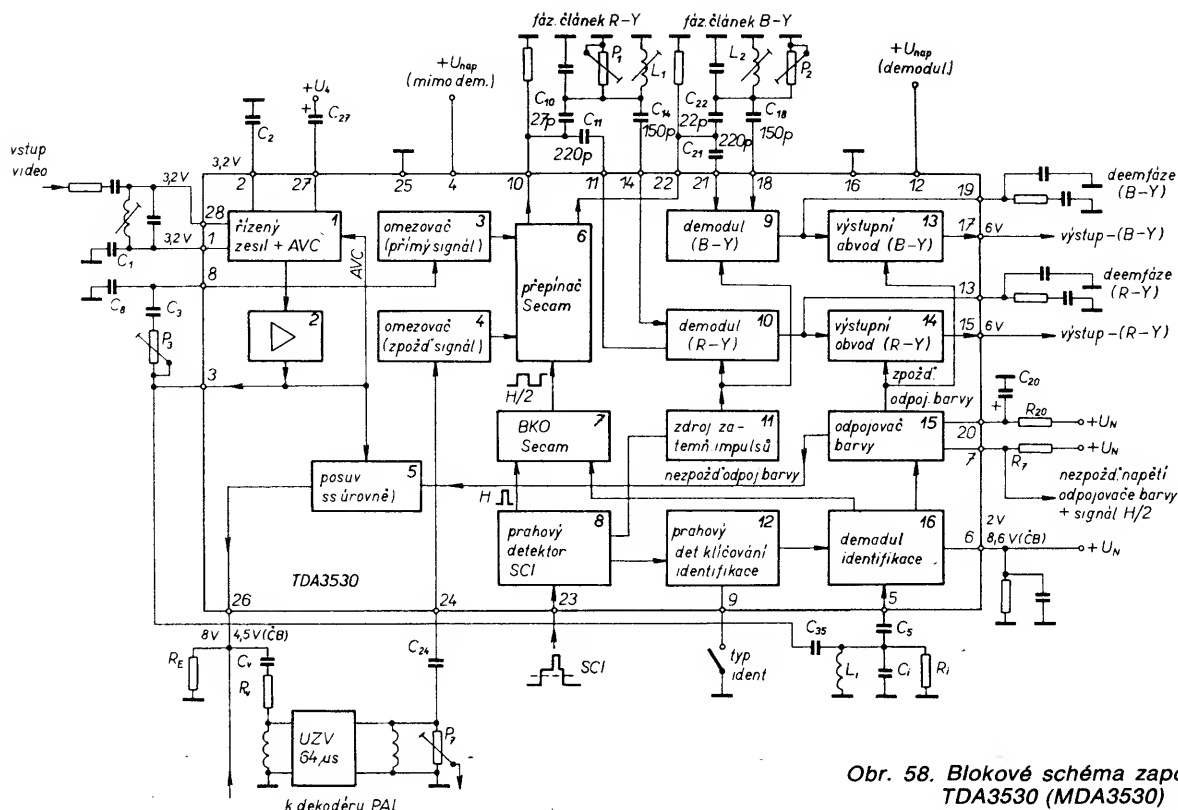 fáz. článek R-Y
fáz. článek B-Y
+Unap
(mimo dem.)
+Unap
(demodul.)
P1
L1
L2
P2
+U4
C27
C2
C10
27p
C11
220p
C14
150p
C22
22p
220p
C21
C18
150p
vstup
video
3,2V
3,2V
3,2V
2
27
25
4
10
11
14
22
21
18
16
12
19
28
1
C1
8
C8
C3
P3
3
řízený
zesil + AVC
1
AVC
2
omezovač
(přímý signál)
3
omezovač
(zpožď signál)
4
přepínač
Secam
6
demodul
(B-Y)
9
demodul
(R-Y)
10
výstupní
abvod (B-Y)
13
výstupní
obvod (R-Y)
14
deemfáze
(B-Y)
17
6V
výstup-(B-Y)
deemfáze
(R-Y)
13
15
6V
výstup-(R-Y)
zpožď.
odpoj. barvy
H/2
BKO
Secam
7
zdroj za-
temň impulsů
11
odpojovač
barvy
15
C20
R20
+UN
20
7
R7
+UN
nezpožď odpoj barvy
nezpožď. napětí
odpojovače barvy
+ signál H/2
posuv
ss úrovně)
5
H
prahový
detektor
SCI
8
prahový
det klíčování
identifikace
12
demadul
identifikace
16
2V
6
8,6 V(ČB)
+UN
TDA3530
26
24
23
9
5
8V
4,5V(ČB)
RE
Cv
Rv
C24
SCI
typ
ident
C35
C5
L1
Ci
Ri
UZV
64 µs
P7
k dekodéru PAL
Obr. 58. Blokové schéma zapo
TDA3530 (MDA3530)